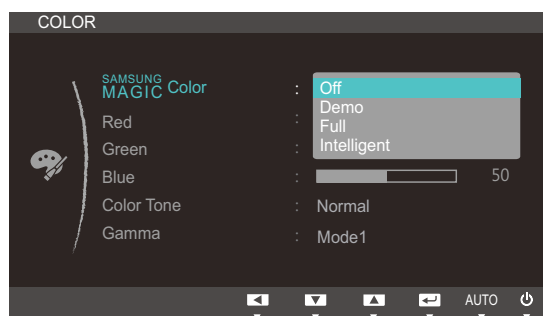 COLOR
SAMSUNG
MAGIC Color : Off
Demo
Red : Full
Green : Intelligent
Blue : 50
Color Tone : Normal
Gamma : Mode1
AUTO